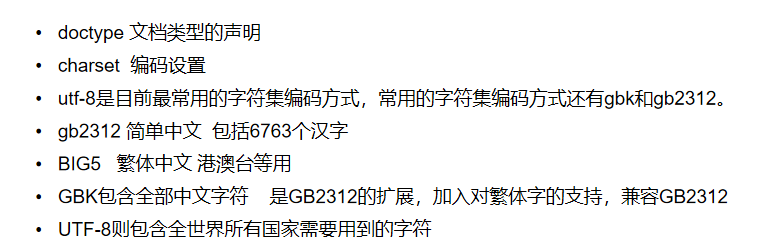 • doctype 文档类型的声明
• charset 编码设置
• utf-8是目前最常用的字符集编码方式，常用的字符集编码方式还有gbk和gb2312。
• gb2312 简单中文 包括6763个汉字
• BIG5 繁体中文 港澳台等用
• GBK包含全部中文字符 是GB2312的扩展，加入对繁体字的支持，兼容GB2312
• UTF-8则包含全世界所有国家需要用到的字符